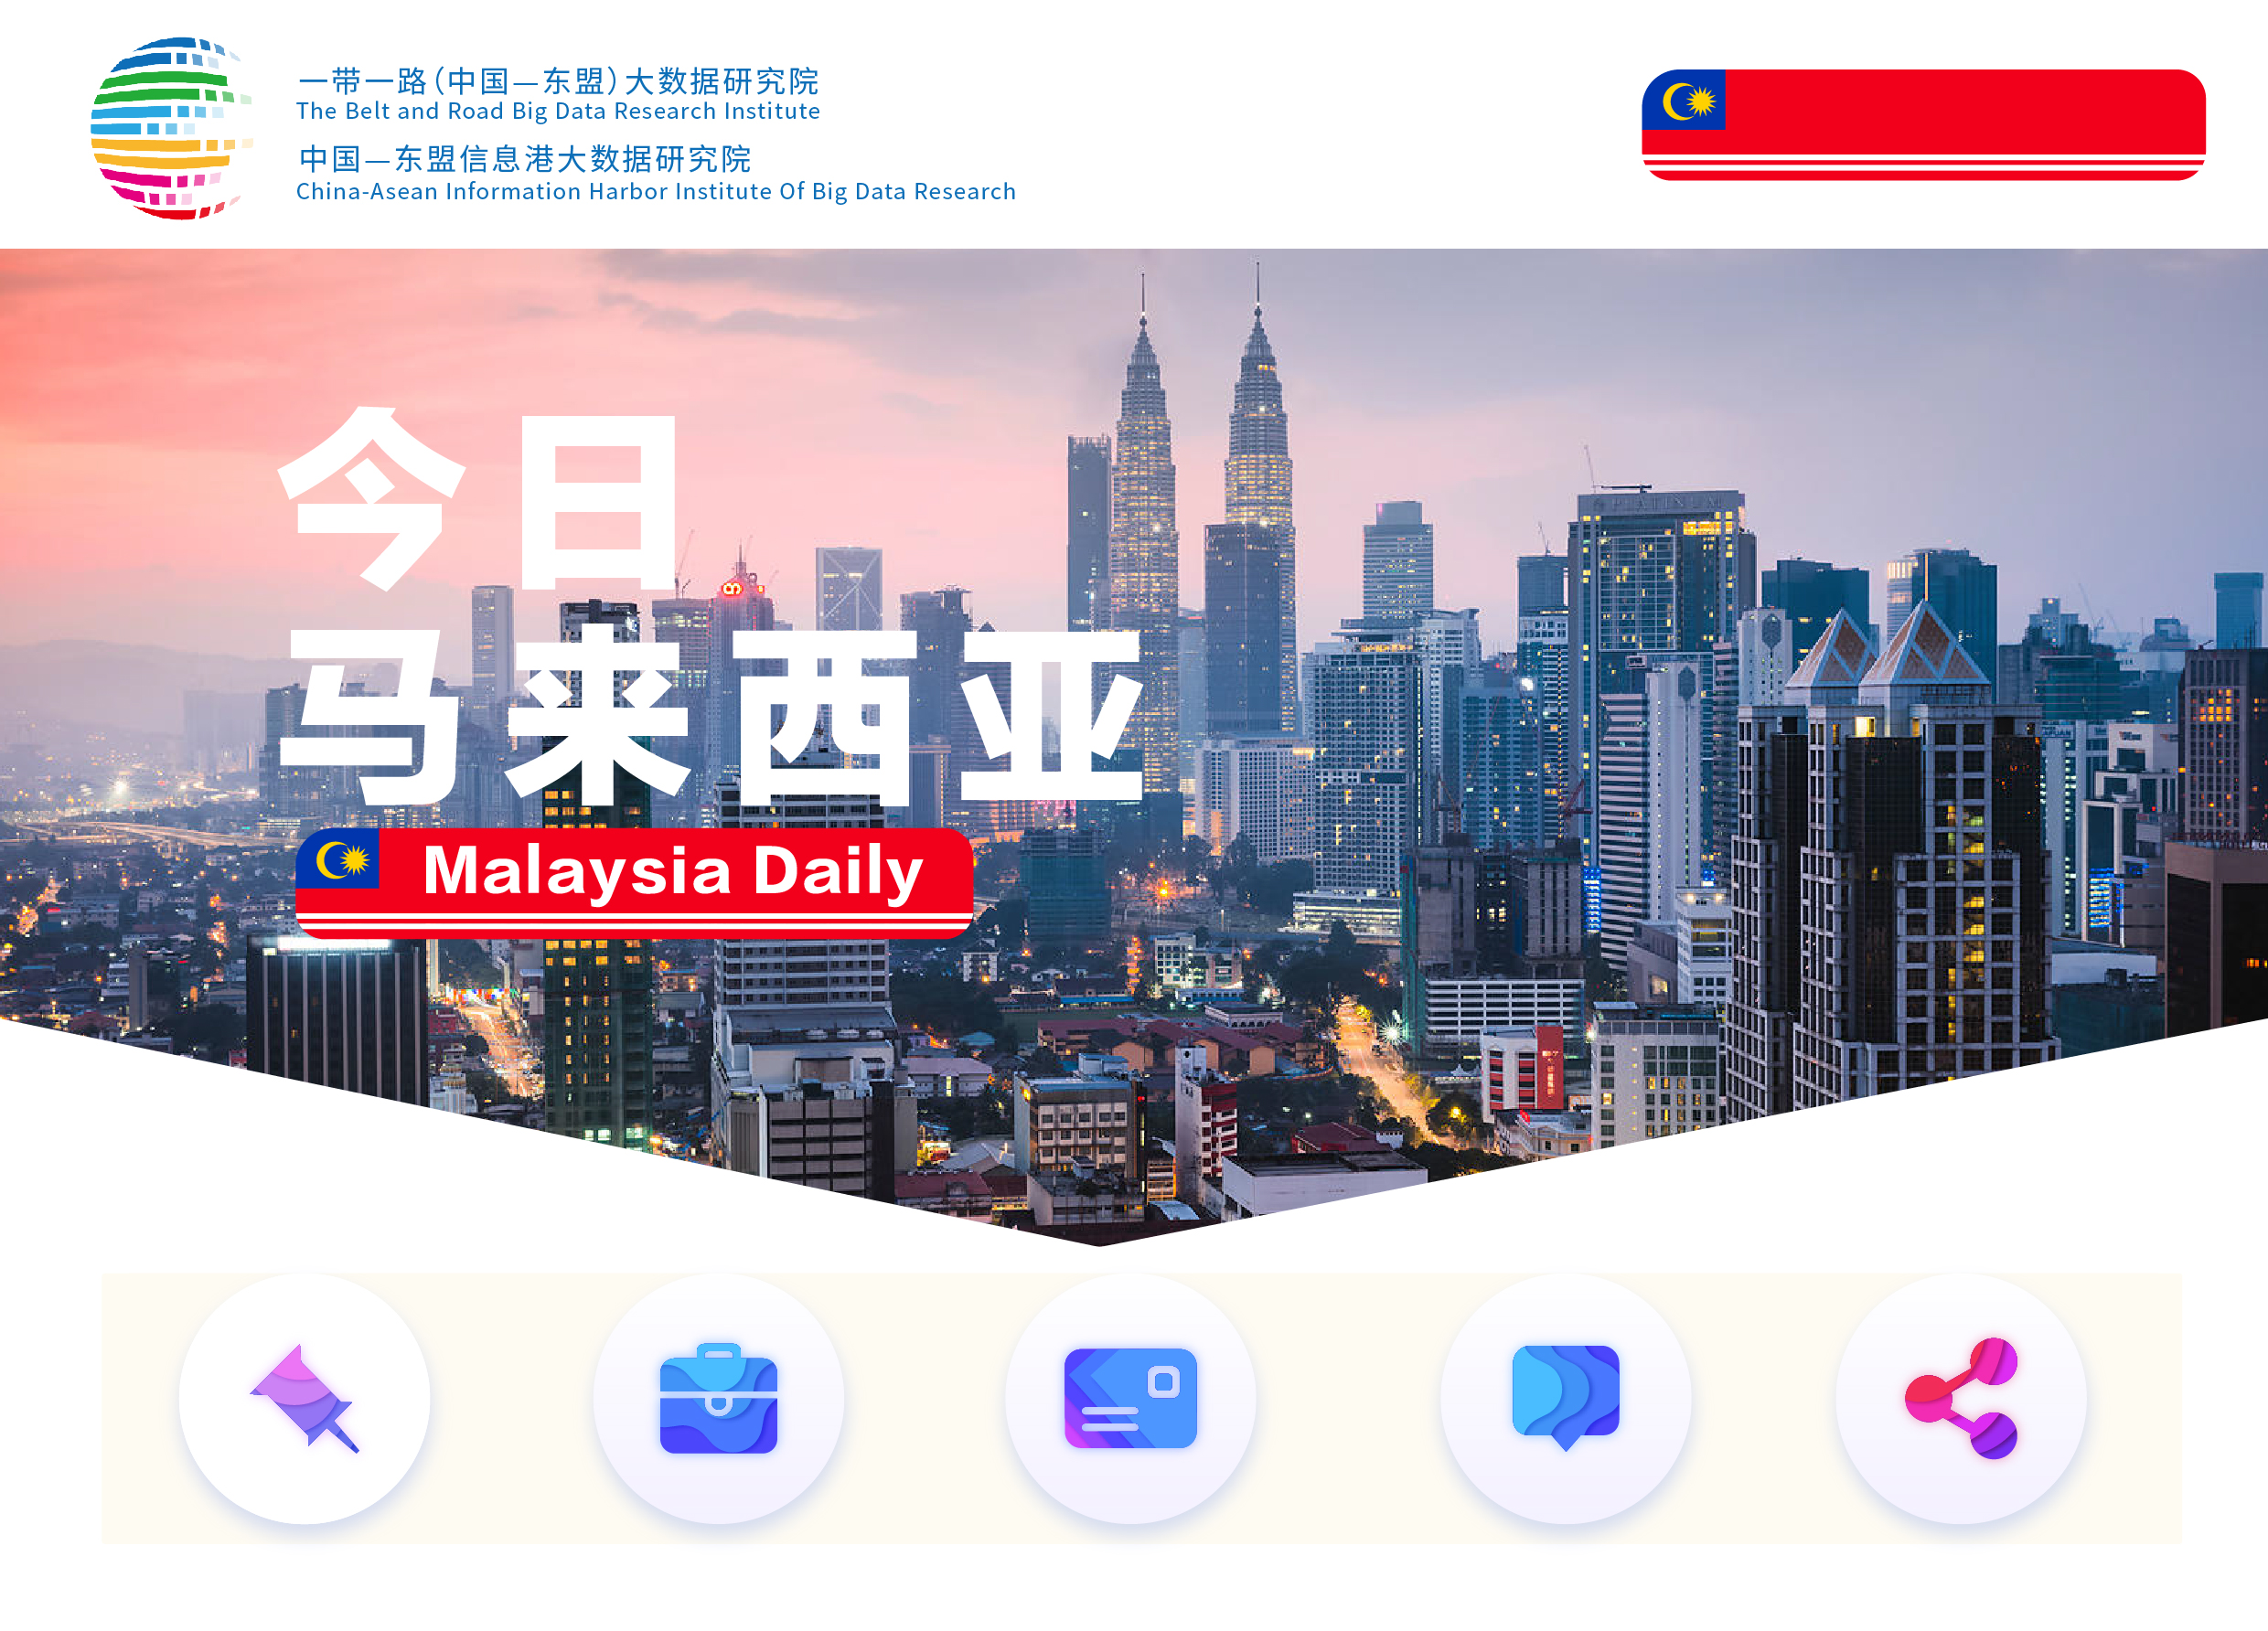 一带一路(中国—东盟)大数据研究院
The Belt and Road Big Data Research Institute
中国—东盟信息港大数据研究院
China-Asean Information Harbor Institute Of Big Data Research
今日
马来西亚
Malaysia Daily
PLATINUM